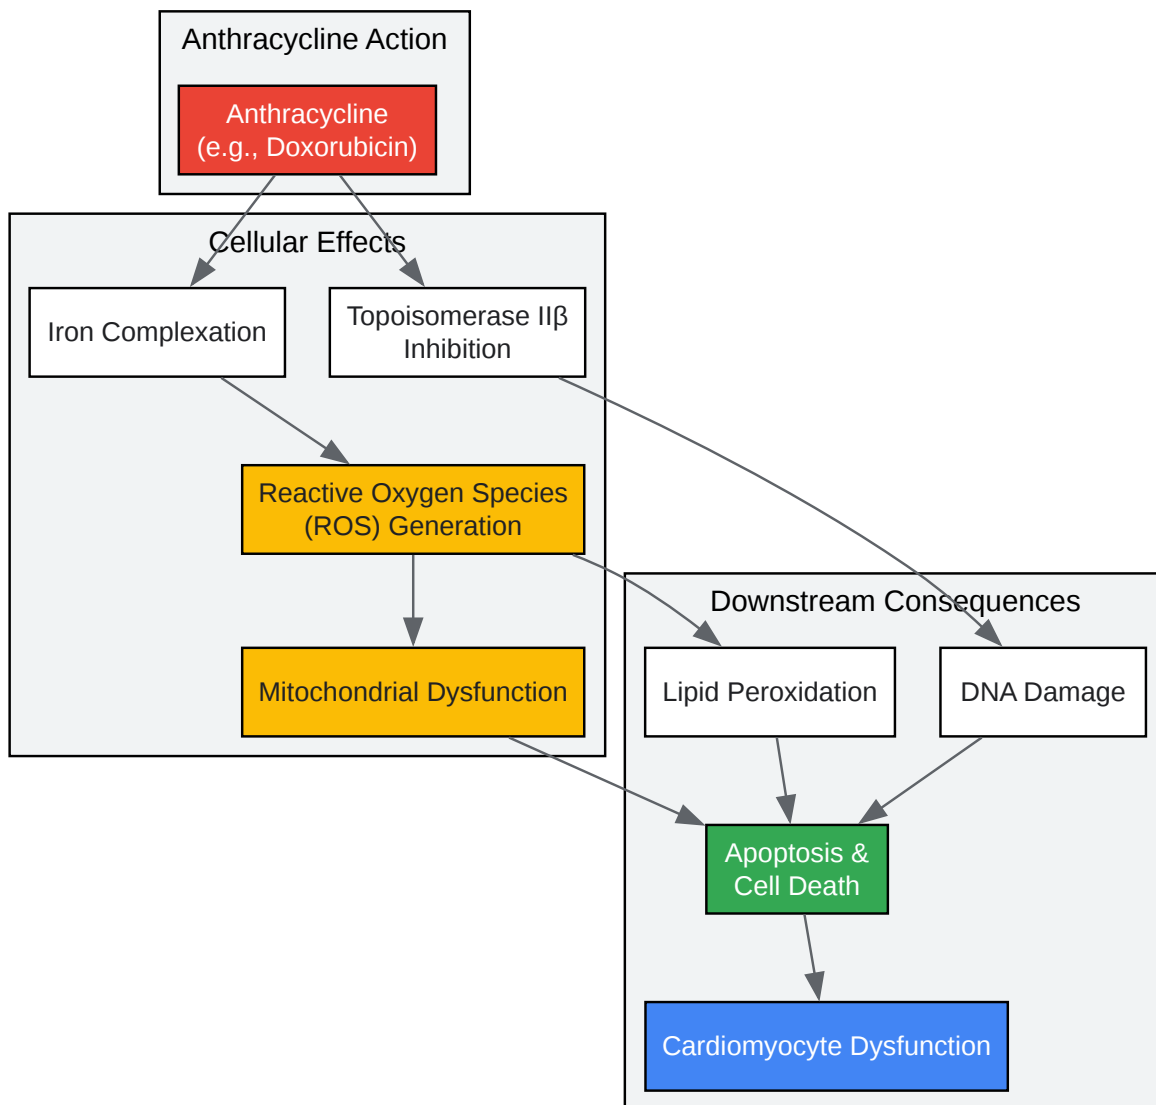 Anthracycline Action
Anthracycline
(e.g., Doxorubicin)
Cellular Effects
Iron Complexation
Topoisomerase IIβ
Inhibition
Reactive Oxygen Species
(ROS) Generation
Mitochondrial Dysfunction
Downstream Consequences
Lipid Peroxidation
DNA Damage
Apoptosis &
Cell Death
Cardiomyocyte Dysfunction